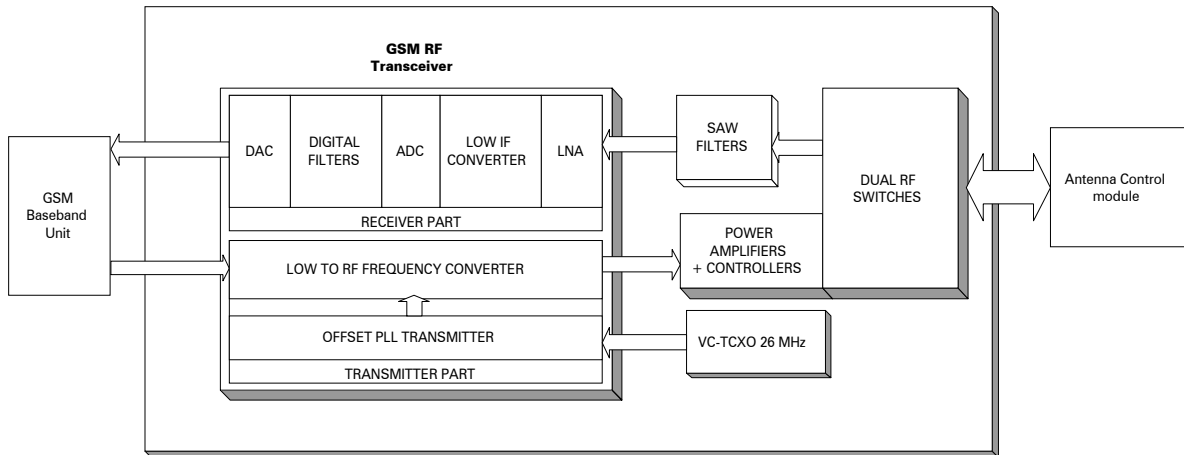 GSM RF
Transceiver
DAC
DIGITAL
FILTERS
ADC
LOW IF
CONVERTER
LNA
RECEIVER PART
SAW
FILTERS
DUAL RF
SWITCHES
Antenna Control
module
GSM
Baseband
Unit
POWER
AMPLIFIERS
+ CONTROLLERS
LOW TO RF FREQUENCY CONVERTER
OFFSET PLL TRANSMITTER
VC-TCXO 26 MHz
TRANSMITTER PART